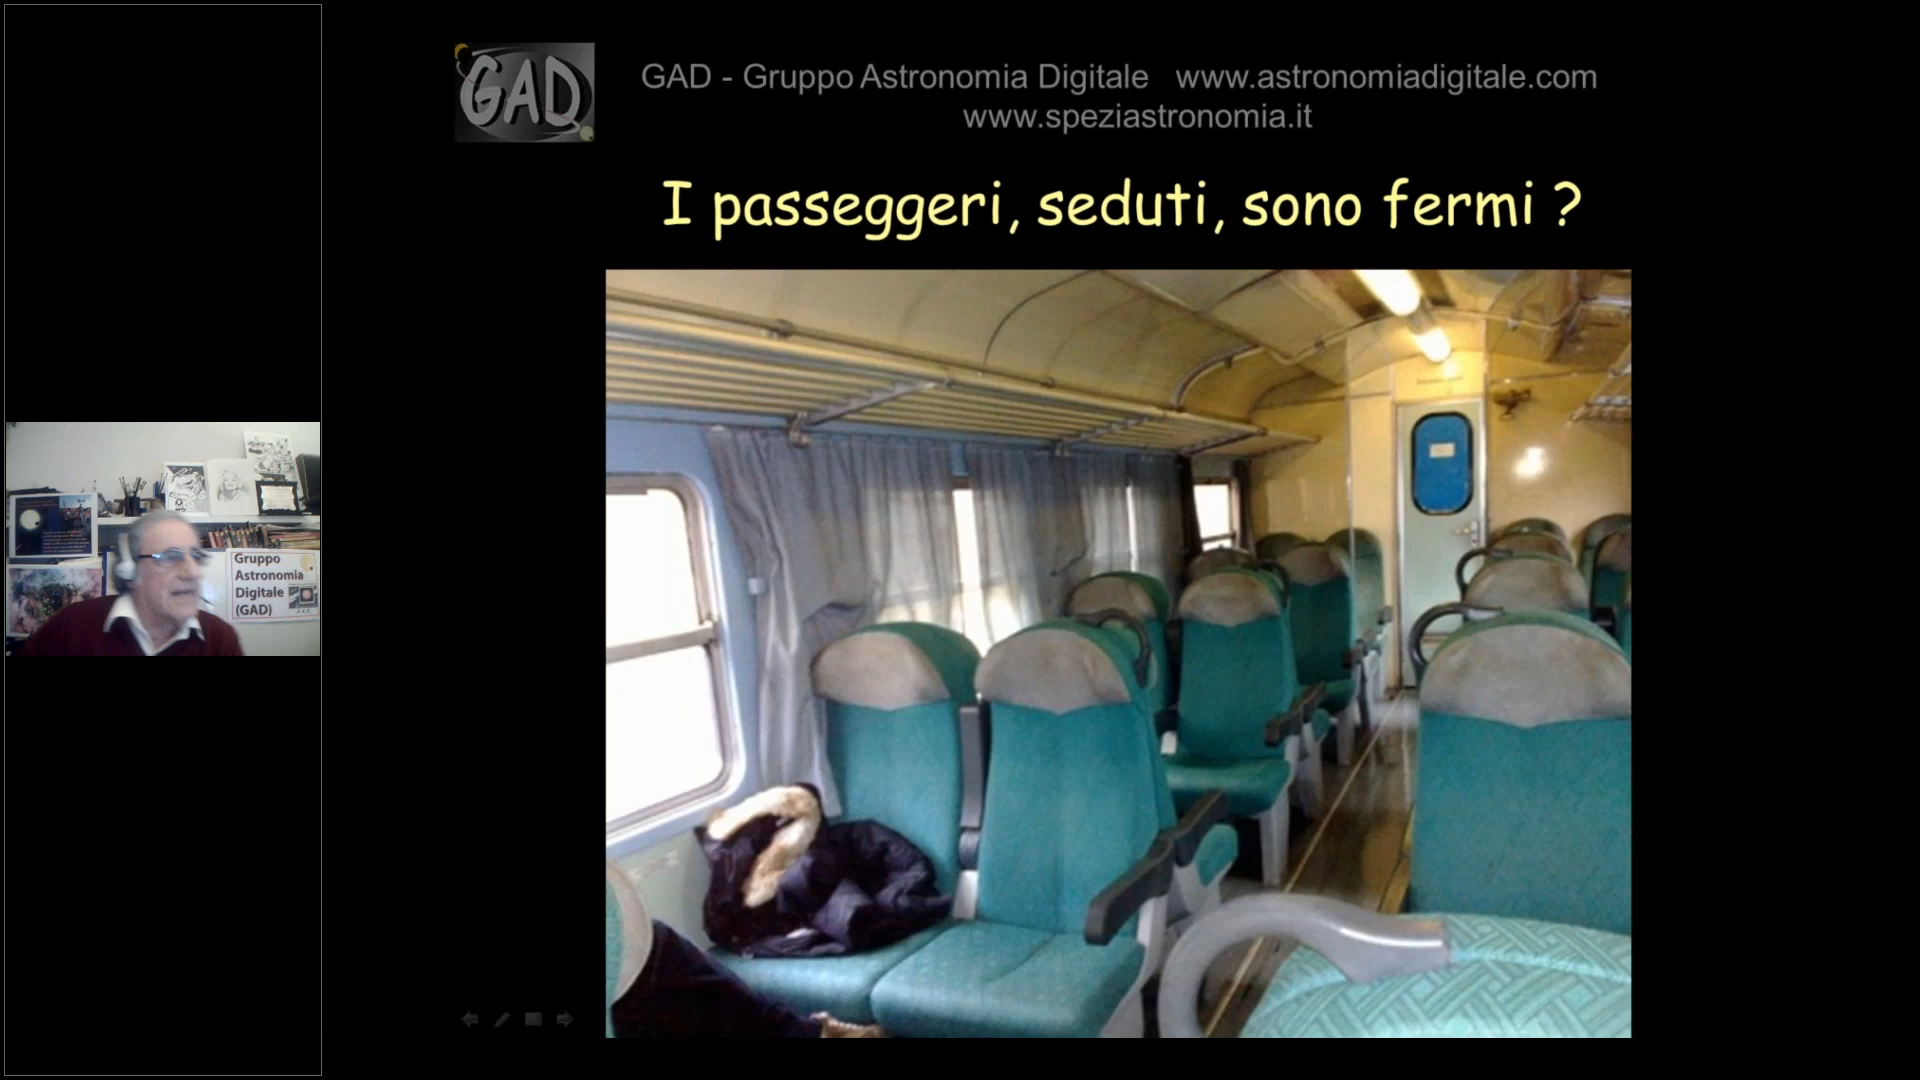 GAD
GAD - Gruppo Astronomia Digitale www.astronomiadigitale.com
www.speziastronomia.it
I passeggeri, seduti, sono fermi ?
Gruppo
Astronomia
Digitale
(GAD)